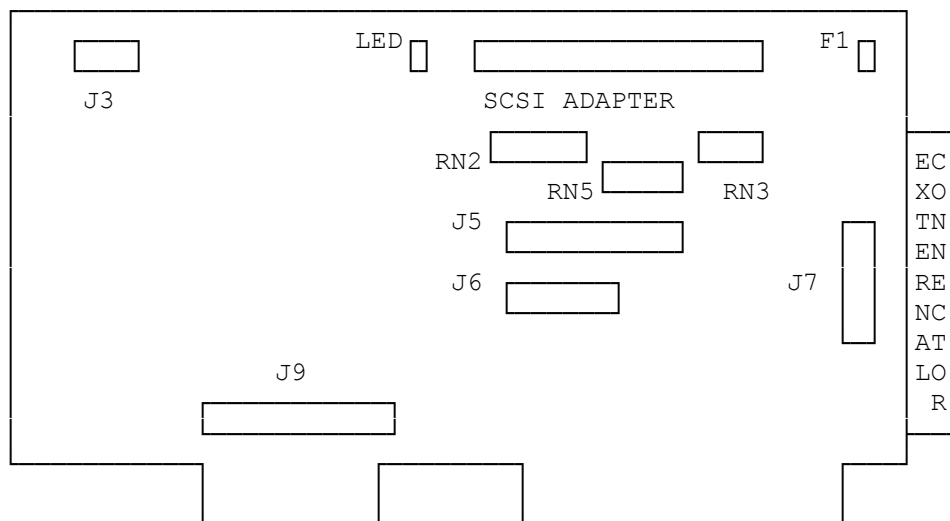 LED F1
J3 SCSI ADAPTER
RN2 EC
RN5 RN3 XO
J5 TN
EN
J6 J7 RE
NC
AT
J9 LO
R